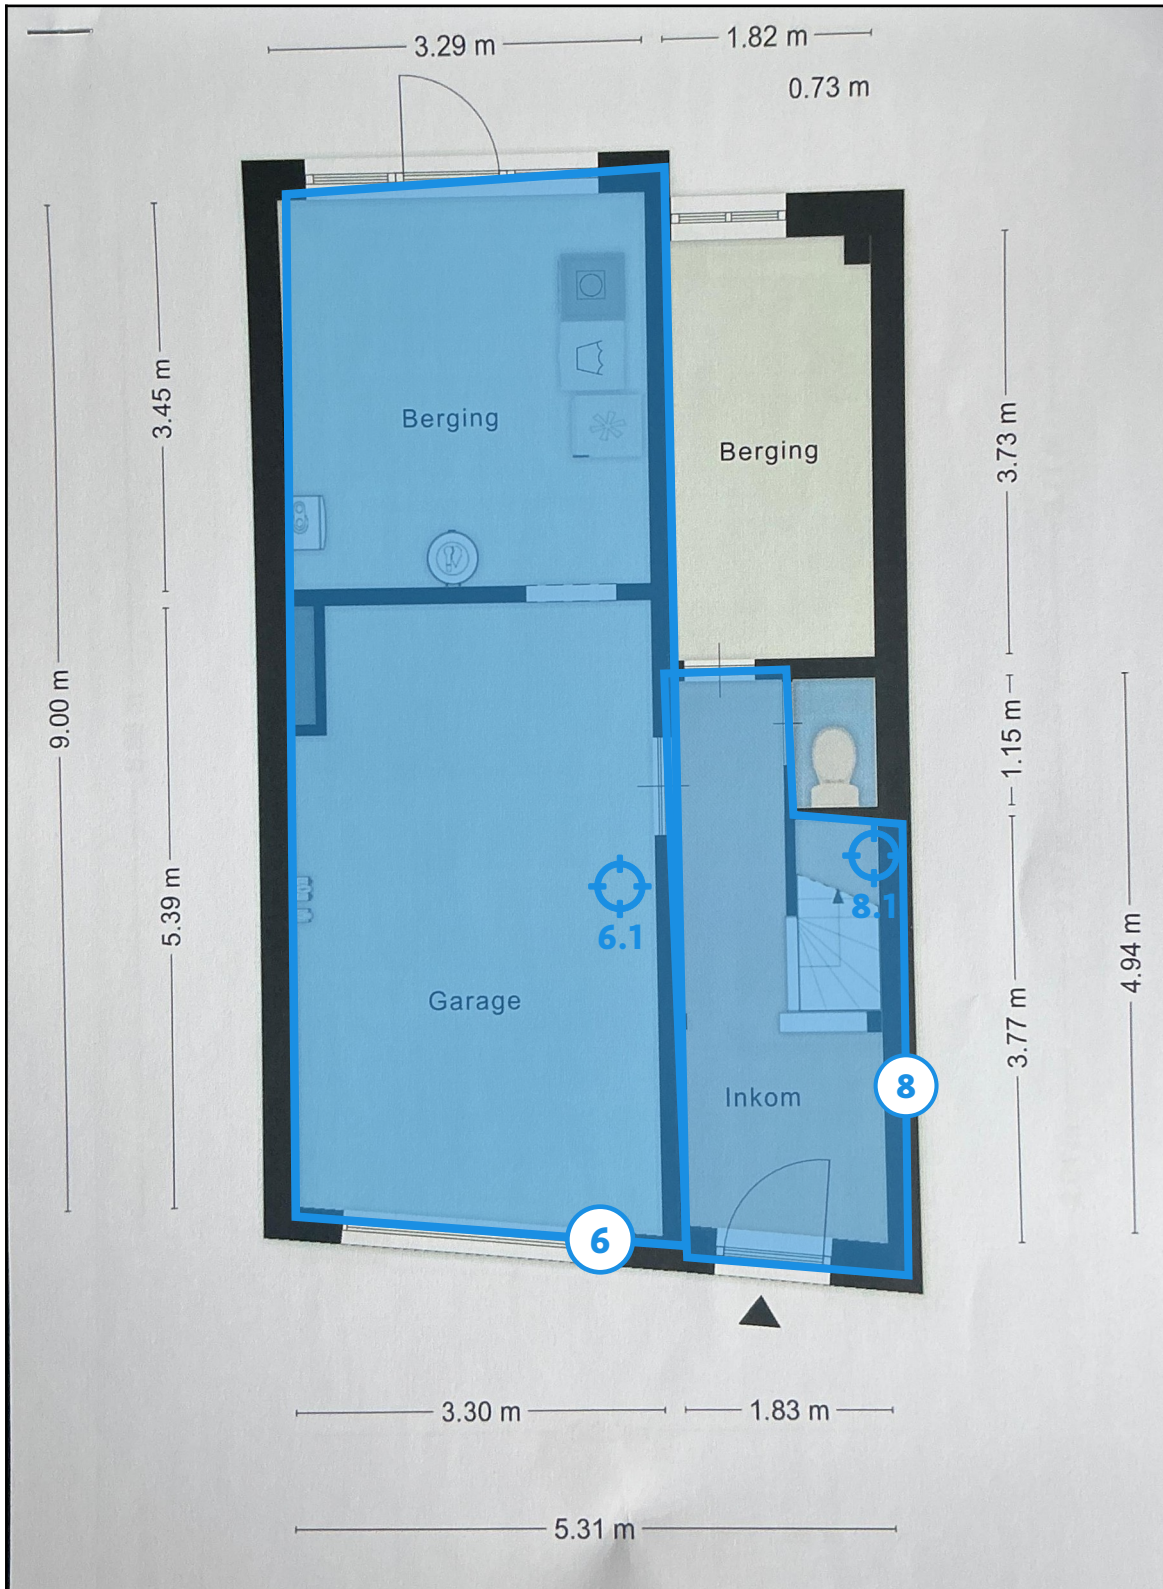 3.29 m
1.82 m
0.73 m
3.45 m
Berging
Berging
3.73 m
9.00 m
1.15 m
5.39 m
6.1
8.1
4.94 m
Garage
3.77 m
Inkom
8
6
3.30 m
1.83 m
5.31 m